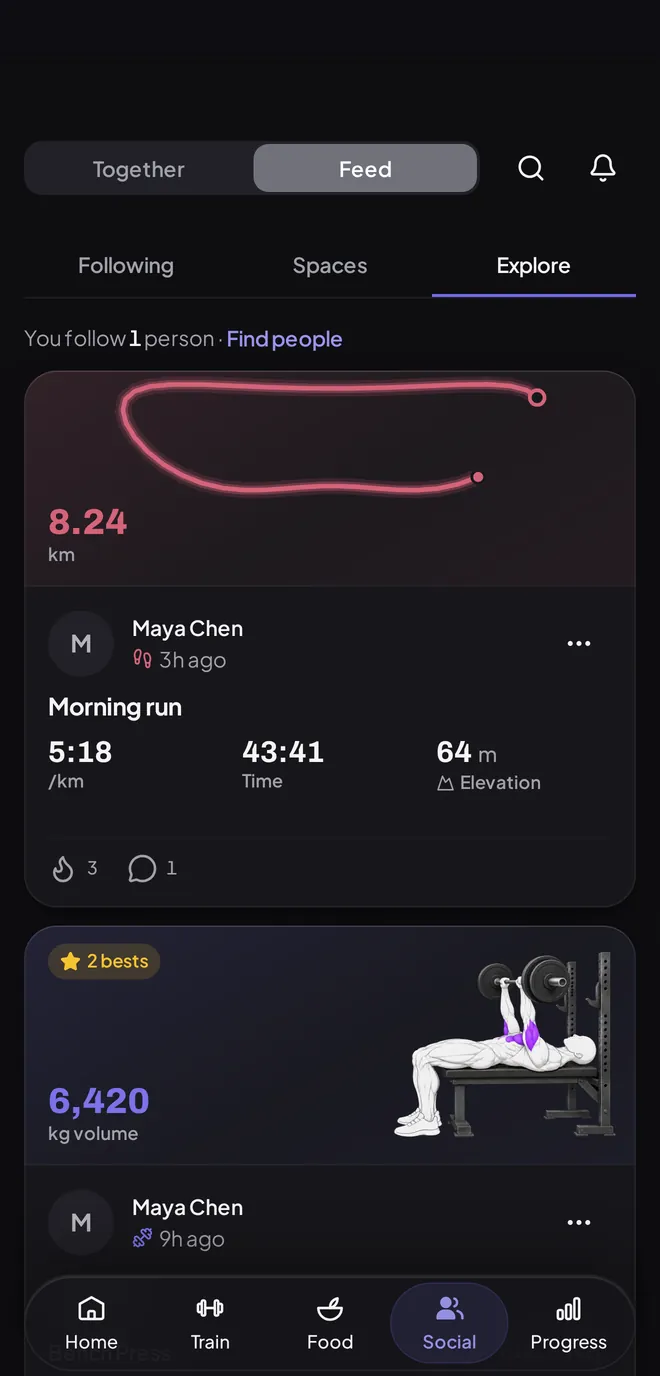 Together
Feed
Following
Spaces
Explore
You follow 1 person · Find people
8.24
km
M
Maya Chen
3h ago
Morning run
5:18
43:41
64 m
/km
Time
Elevation
3
1
2 bests
6,420
kg volume
M
Maya Chen
9h ago
Bench Press
Home
Train
Food
Social
Progress